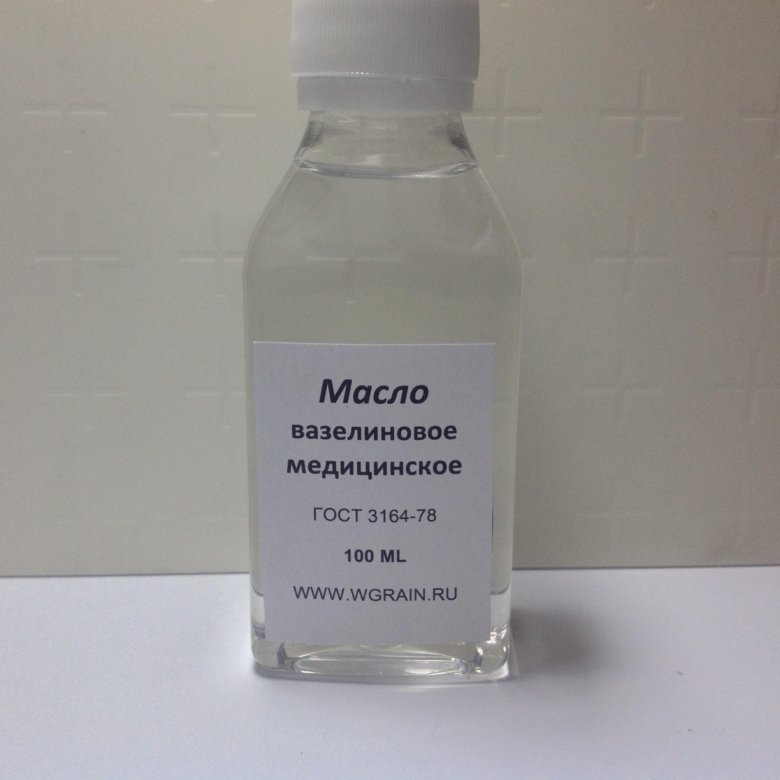 Масло
вазелиновое
медицинское
ГОСТ 3164-78
100 ML
WWW.WGRAIN.RU